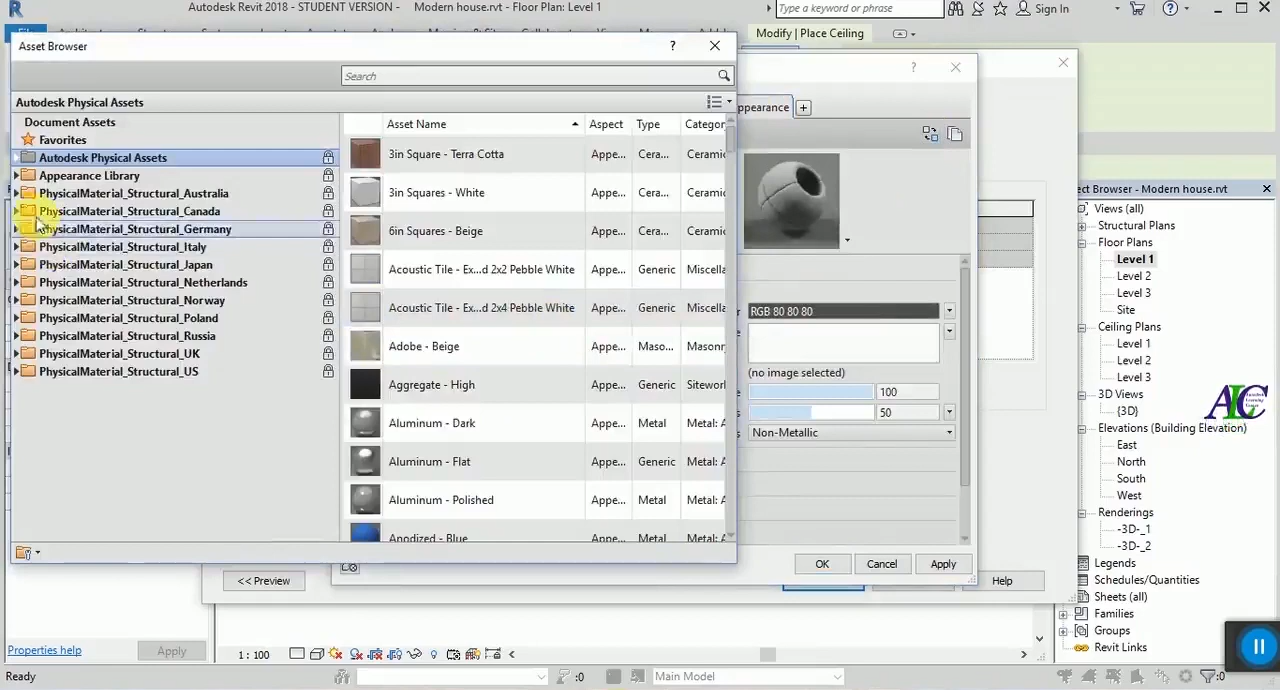 Autodesk Revit 2018 - STUDENT VERSION - Modern house.rvt - Floor Plan: Level 1
Type a keyword or phrase
Sign In
Modify | Place Ceiling
Asset Browser
Search
Autodesk Physical Assets
Document Assets
Favorites
Autodesk Physical Assets
Appearance Library
PhysicalMaterial_Structural_Australia
PhysicalMaterial_Structural_Canada
PhysicalMaterial_Structural_Germany
PhysicalMaterial_Structural_Italy
PhysicalMaterial_Structural_Japan
PhysicalMaterial_Structural_Netherlands
PhysicalMaterial_Structural_Norway
PhysicalMaterial_Structural_Poland
PhysicalMaterial_Structural_Russia
PhysicalMaterial_Structural_UK
PhysicalMaterial_Structural_US
Asset Name Aspect Type Categor
3in Square - Terra Cotta Appe... Cera... Ceramic
3in Squares - White Appe... Cera... Ceramic
6in Squares - Beige Appe... Cera... Ceramic
Acoustic Tile - Ex...d 2x2 Pebble White Appe... Generic Miscella
Acoustic Tile - Ex...d 2x4 Pebble White Appe... Generic Miscella
Adobe - Beige Appe... Maso... Masonry
Aggregate - High Appe... Generic Sitework
Aluminum - Dark Appe... Metal Metal: A
Aluminum - Flat Appe... Generic Metal: A
Aluminum - Polished Appe... Metal Metal: A
Anodized - Blue Appe... Metal Metal: A
ppearance
RGB 80 80 80
(no image selected)
100
50
Non-Metallic
OK Cancel Apply
<< Preview
Help
ect Browser - Modern house.rvt
Views (all)
Structural Plans
Floor Plans
Level 1
Level 2
Level 3
Site
Ceiling Plans
Level 1
Level 2
Level 3
3D Views
{3D}
Elevations (Building Elevation)
East
North
South
West
Renderings
-3D-_1
-3D-_2
Legends
Schedules/Quantities
Sheets (all)
Families
Groups
Revit Links
ALC
Properties help Apply
1 : 100
Ready
:0
Main Model
:0